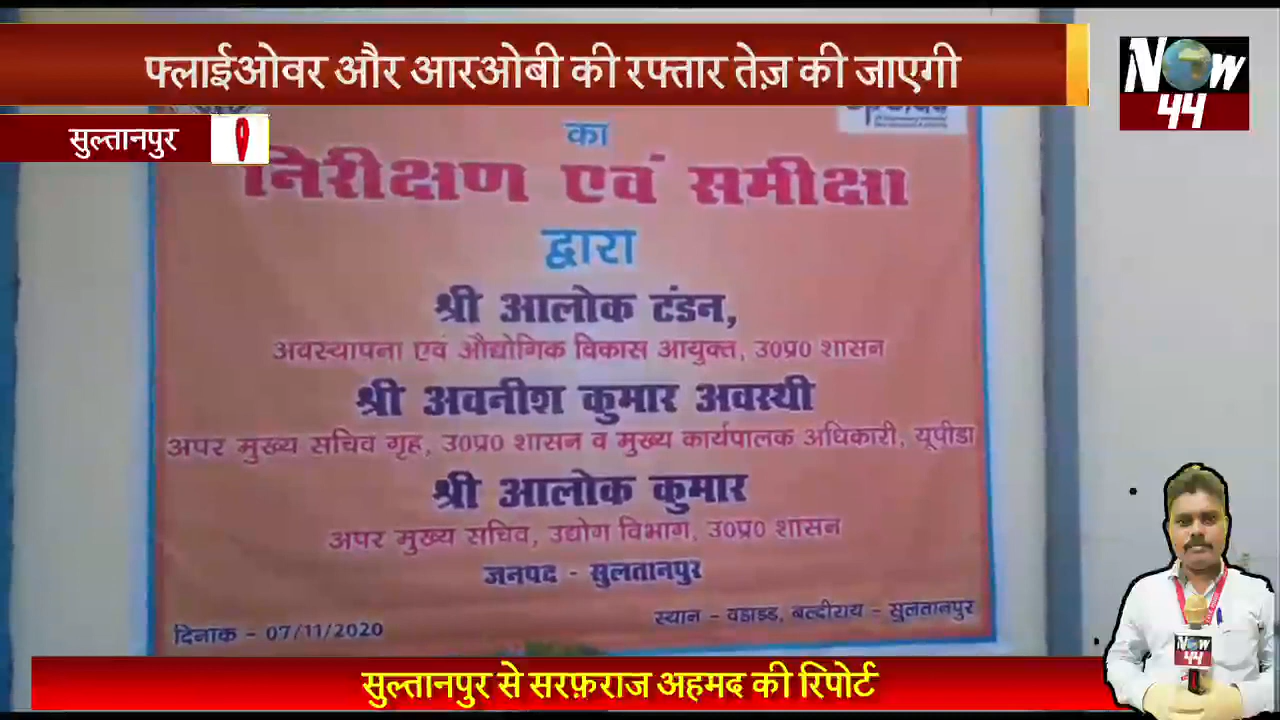 फ्लाईओवर और आरओबी की रफ्तार तेज़ की जाएगी
NOW
44
सुल्तानपुर
का
निरीक्षण एवं समीक्षा
द्वारा
श्री आलोक टंडन,
अवस्थापना एवं औद्योगिक विकास आयुक्त, उ0प्र0 शासन
श्री अवनीश कुमार अवस्थी
अपर मुख्य सचिव गृह, उ0प्र0 शासन व मुख्य कार्यपालक अधिकारी, यूपीडा
श्री आलोक कुमार
अपर मुख्य सचिव, उद्योग विभाग, उ0प्र0 शासन
जनपद - सुलतानपुर
दिनाक - 07/11/2020
स्थान - वडाडड, बल्दीराय - सुलतानपुर
NOW
44
सुल्तानपुर से सरफ़राज अहमद की रिपोर्ट